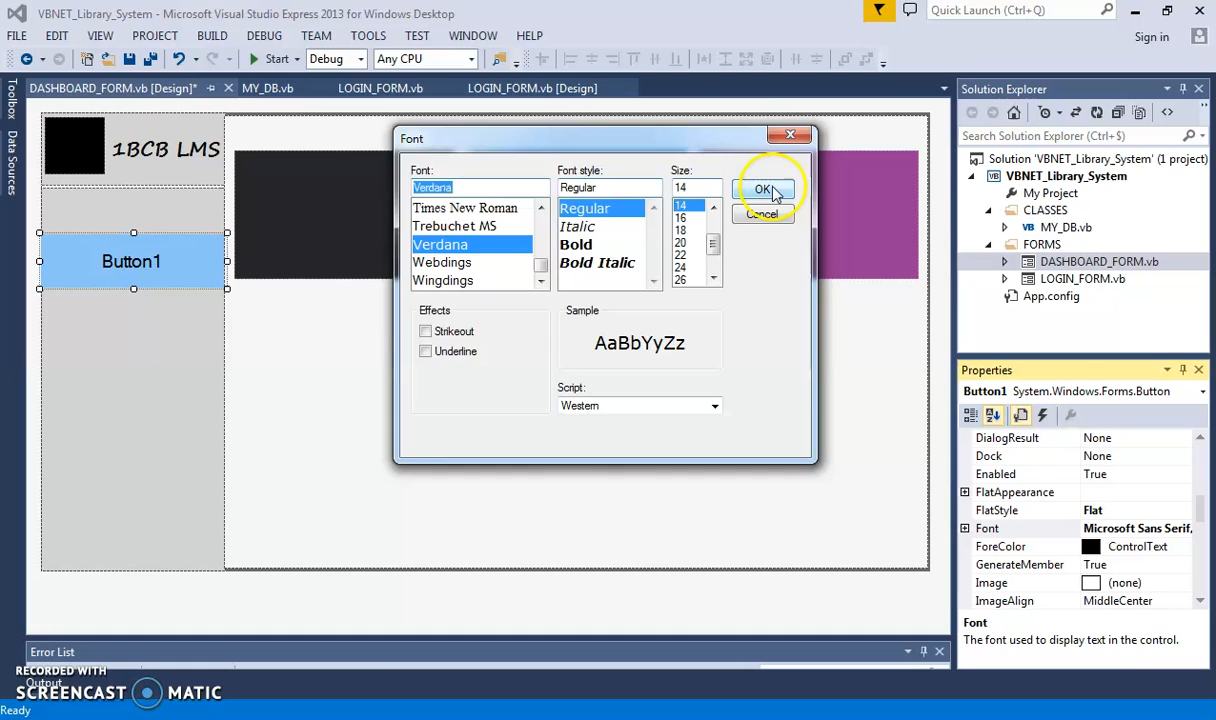 VBNET_Library_System - Microsoft Visual Studio Express 2013 for Windows Desktop
Quick Launch (Ctrl+Q)
FILE EDIT VIEW PROJECT BUILD DEBUG TEAM TOOLS TEST WINDOW HELP
Sign in
Start Debug Any CPU
Toolbox
Data Sources
DASHBOARD_FORM.vb [Design]* MY_DB.vb LOGIN_FORM.vb LOGIN_FORM.vb [Design]
1BCB LMS
Button1
Font
Font: Font style: Size:
Verdana Regular 14
OK
Cancel
Times New Roman
Trebuchet MS
Verdana
Webdings
Wingdings
Regular
Italic
Bold
Bold Italic
14
16
18
20
22
24
26
Effects
Strikeout
Underline
Sample
AaBbYyZz
Script:
Western
Solution Explorer
Search Solution Explorer (Ctrl+$)
Solution 'VBNET_Library_System' (1 project)
VBNET_Library_System
My Project
CLASSES
MY_DB.vb
FORMS
DASHBOARD_FORM.vb
LOGIN_FORM.vb
App.config
Properties
Button1 System.Windows.Forms.Button
DialogResult None
Dock None
Enabled True
FlatAppearance
FlatStyle Flat
Font Microsoft Sans Serif,
ForeColor ControlText
GenerateMember True
Image (none)
ImageAlign MiddleCenter
Font
The font used to display text in the control.
Error List
Output
RECORDED WITH
SCREENCAST MATIC
Ready